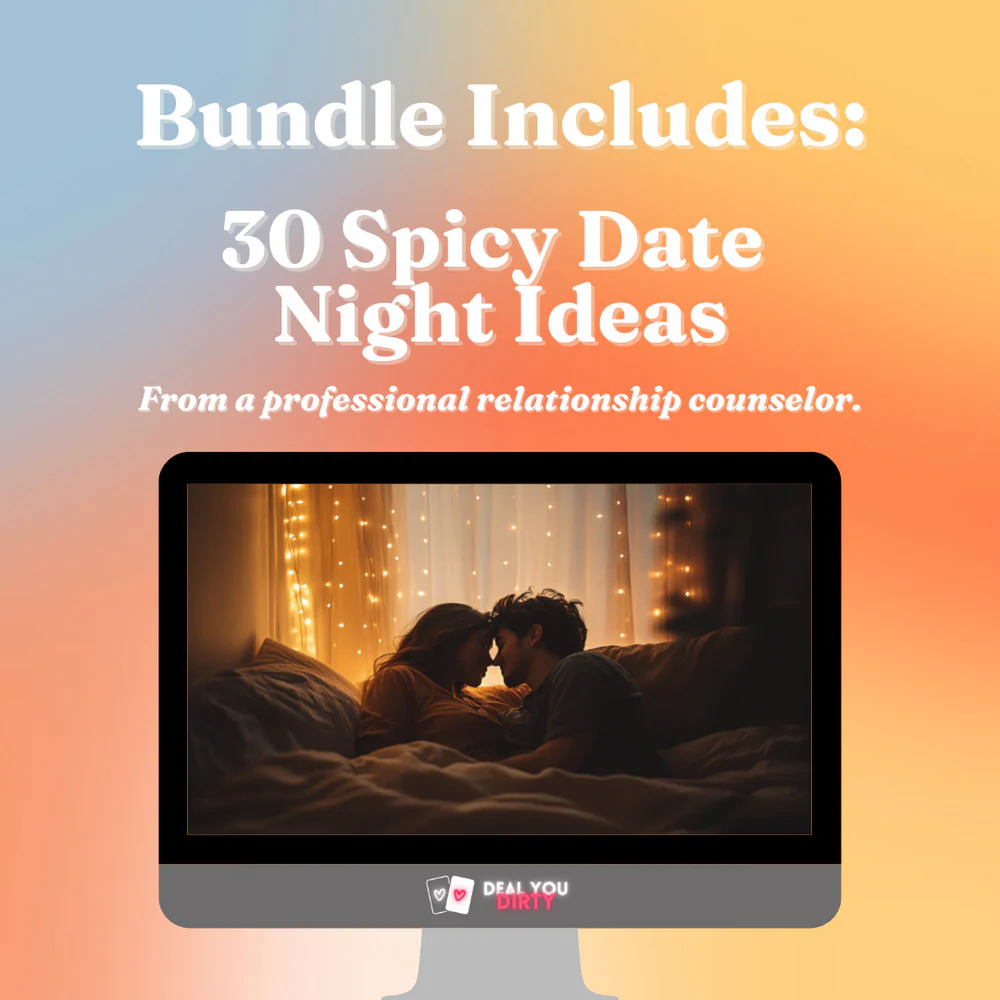 Bundle Includes:
30 Spicy Date
Night Ideas
From a professional relationship counselor.
DEAL YOU
DIRTY